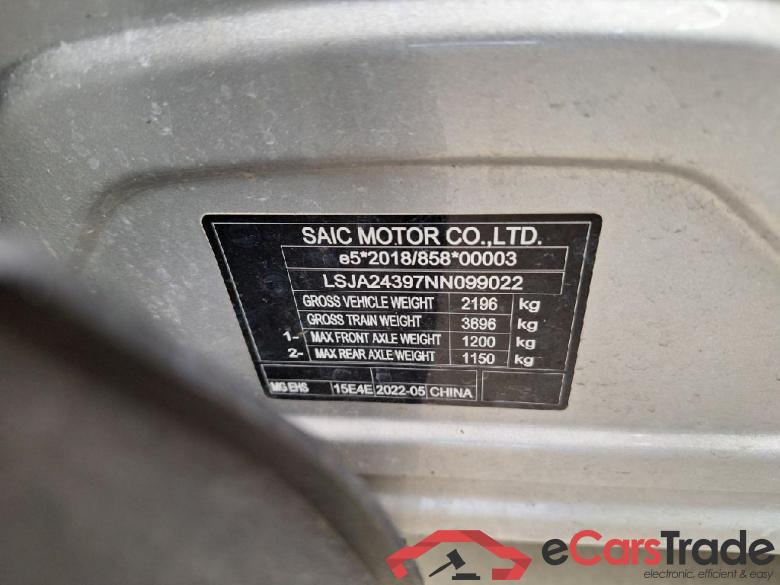 SAIC MOTOR CO.,LTD.
e5*2018/858*00003
LSJA24397NN099022
GROSS VEHICLE WEIGHT 2196 kg
GROSS TRAIN WEIGHT 3696 kg
1- MAX FRONT AXLE WEIGHT 1200 kg
2- MAX REAR AXLE WEIGHT 1150 kg
MG EHS 15E4E 2022-05 CHINA
eCarsTrade
electronic, efficient & easy